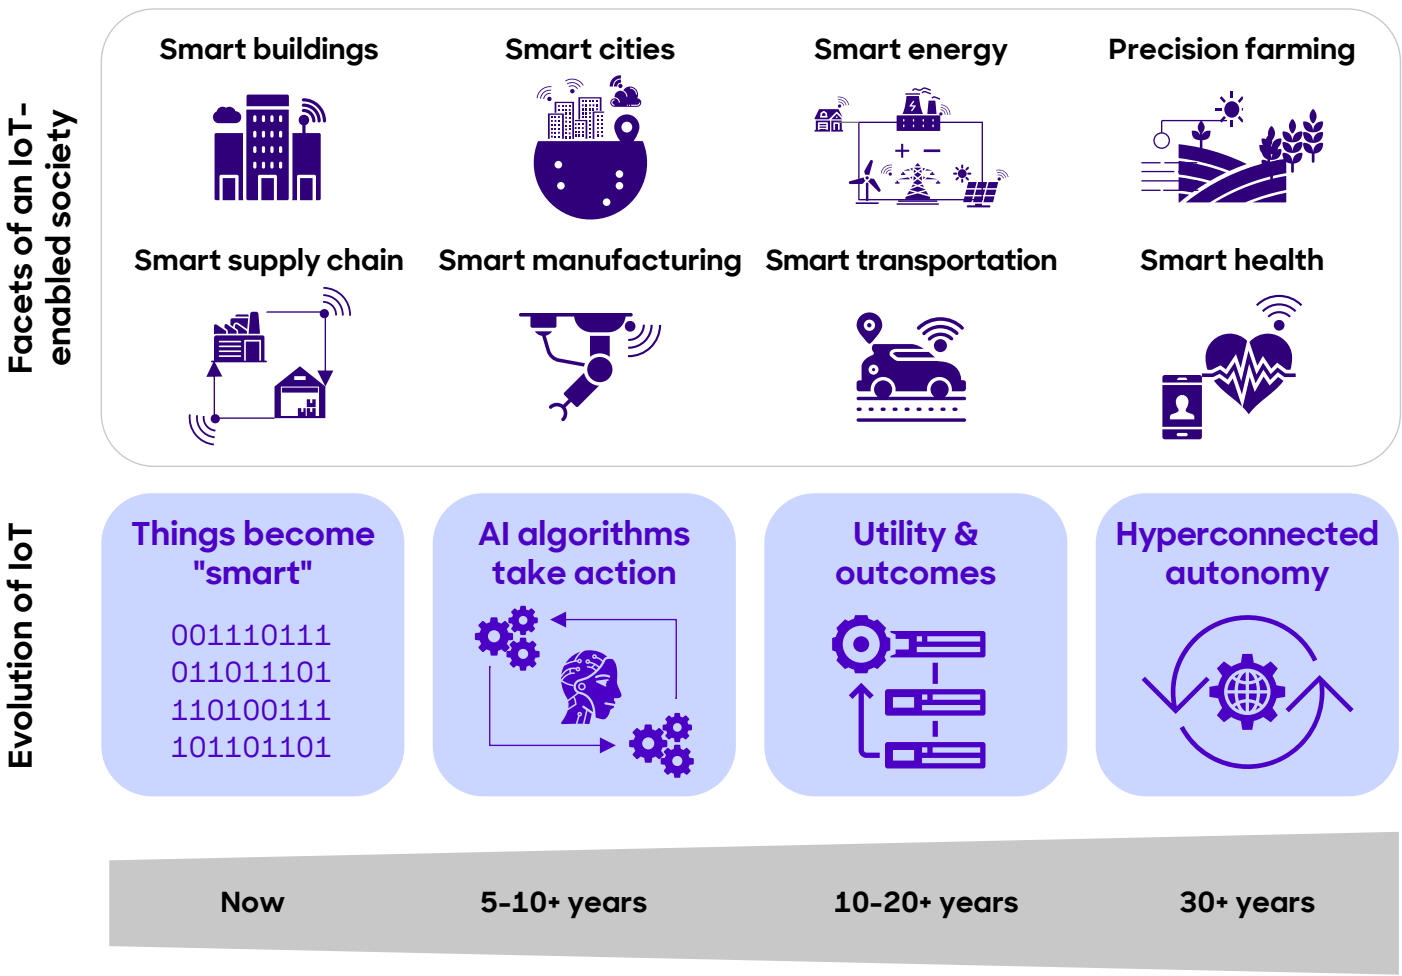 Facets of an IoT-
enabled society
Smart buildings
Smart cities
Smart energy
Precision farming
Smart supply chain
Smart manufacturing
Smart transportation
Smart health
Evolution of IoT
Things become
"smart"
001110111
011011101
110100111
101101101
AI algorithms
take action
Utility &
outcomes
Hyperconnected
autonomy
Now
5-10+ years
10-20+ years
30+ years